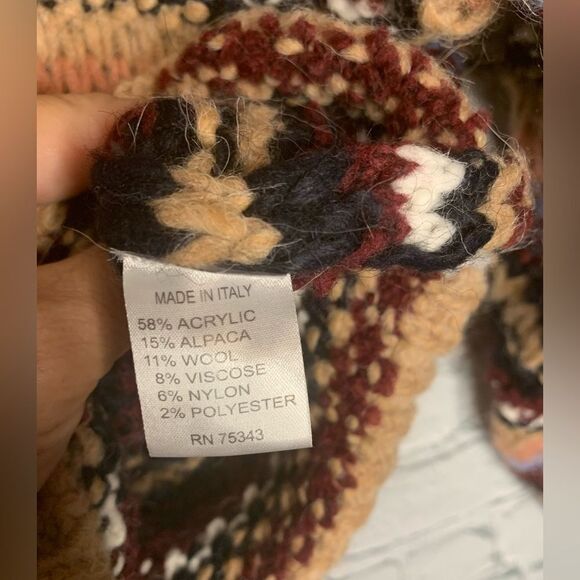 MADE IN ITALY
58% ACRYLIC
15% ALPACA
11% WOOL
8% VISCOSE
6% NYLON
2% POLYESTER
RN 75343